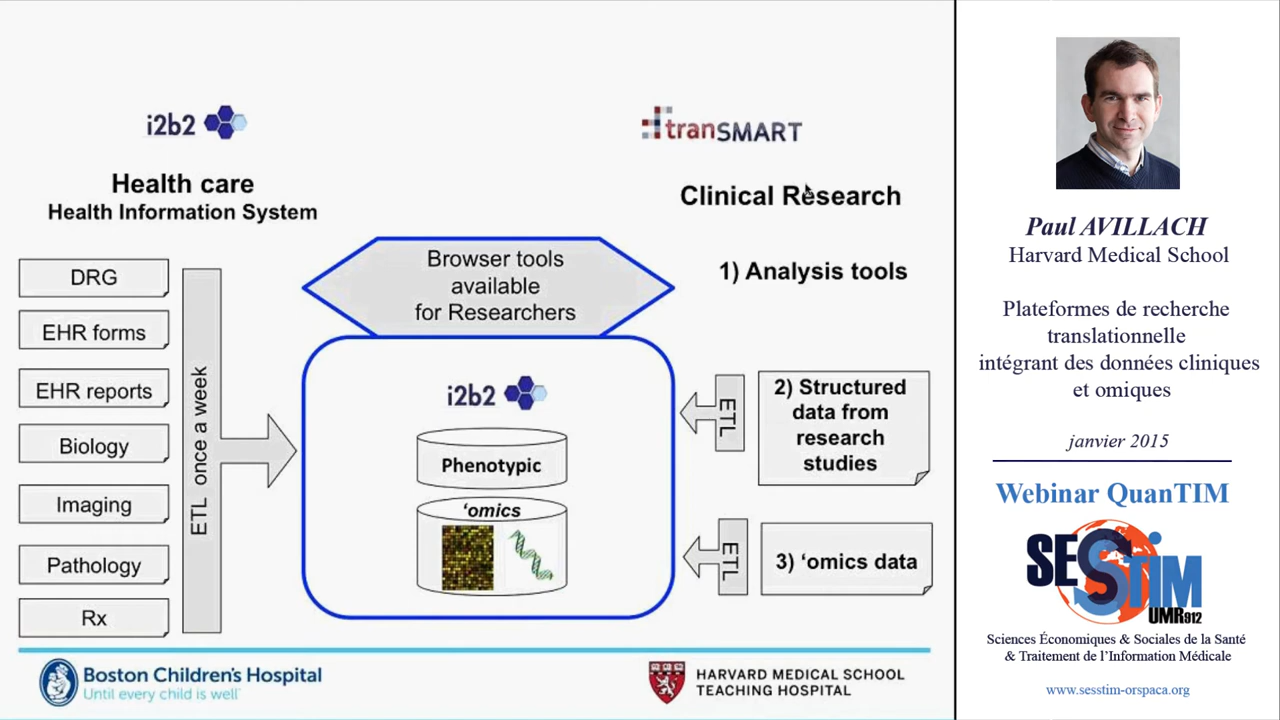 i2b2
Health care
Health Information System
DRG
EHR forms
EHR reports
Biology
Imaging
Pathology
Rx
ETL once a week
Browser tools
available
for Researchers
i2b2
Phenotypic
‘omics
tranSMART
Clinical Research
1) Analysis tools
ETL
2) Structured
data from
research
studies
ETL
3) ‘omics data
Boston Children's Hospital
Until every child is well
HARVARD MEDICAL SCHOOL
TEACHING HOSPITAL
Paul AVILLACH
Harvard Medical School
Plateformes de recherche
translationnelle
intégrant des données cliniques
et omiques
janvier 2015
Webinar QuanTIM
SESSTIM
UMR912
Sciences Économiques & Sociales de la Santé
& Traitement de l’Information Médicale
www.sesstim-orspaca.org